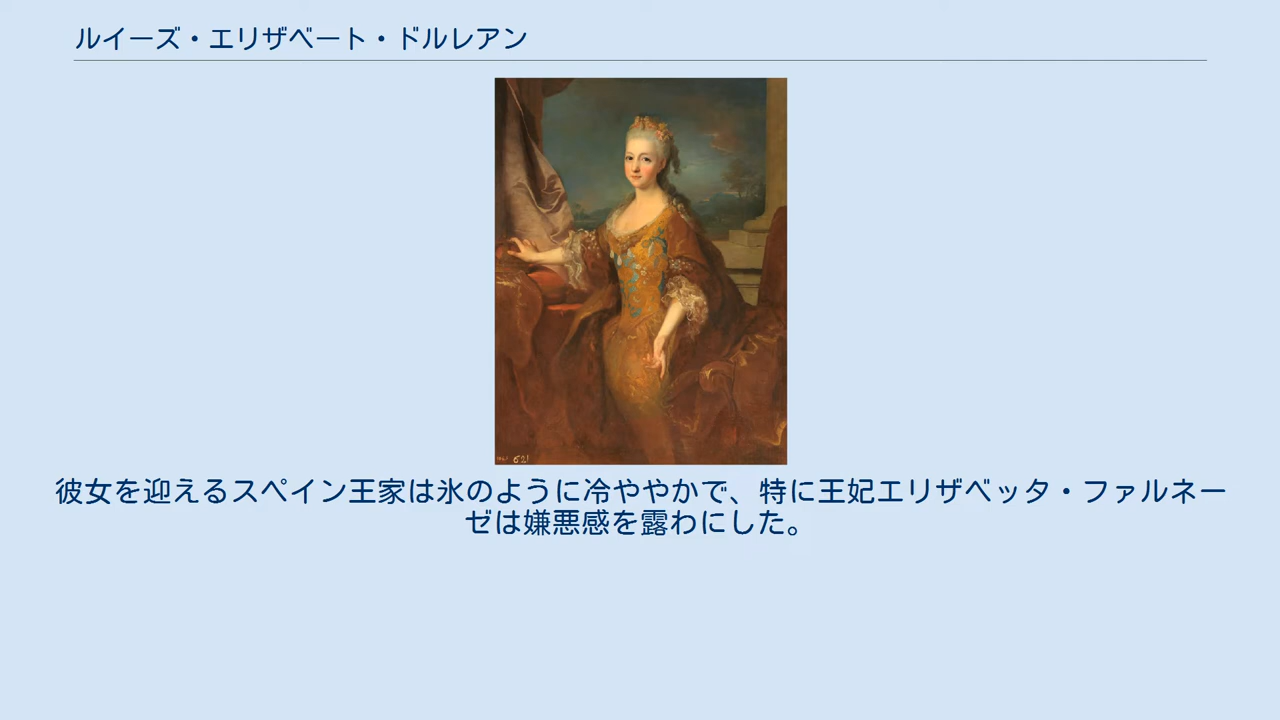 ルイーズ・エリザベート・ドルレアン
621
彼女を迎えるスペイン王家は氷のように冷ややかで、特に王妃エリザベッタ・ファルネー
ゼは嫌悪感を露わにした。